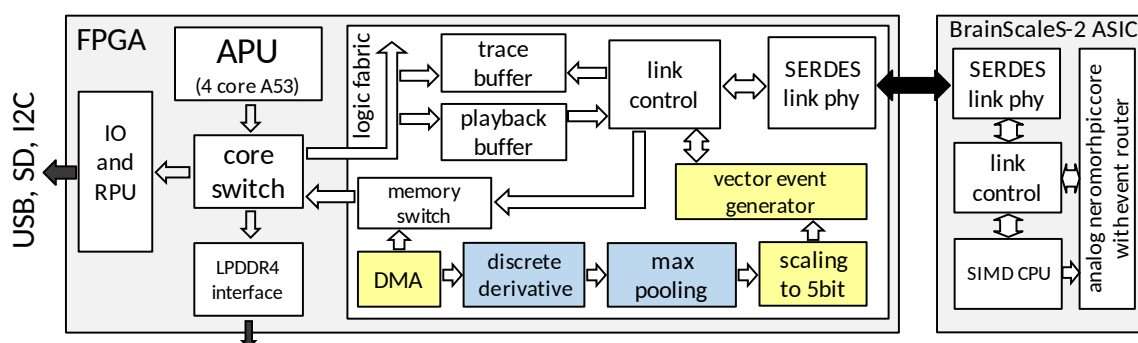 FPGA
APU
(4 core A53)
IO
and
RPU
core
switch
LPDDR4
interface
USB, SD, I2C
logic fabric
trace
buffer
playback
buffer
link
control
SERDES
link phy
memory
switch
vector event
generator
DMA
discrete
derivative
max
pooling
scaling
to 5bit
BrainScaleS-2 ASIC
SERDES
link phy
link
control
SIMD CPU
analog neromorhpiccore
with event router